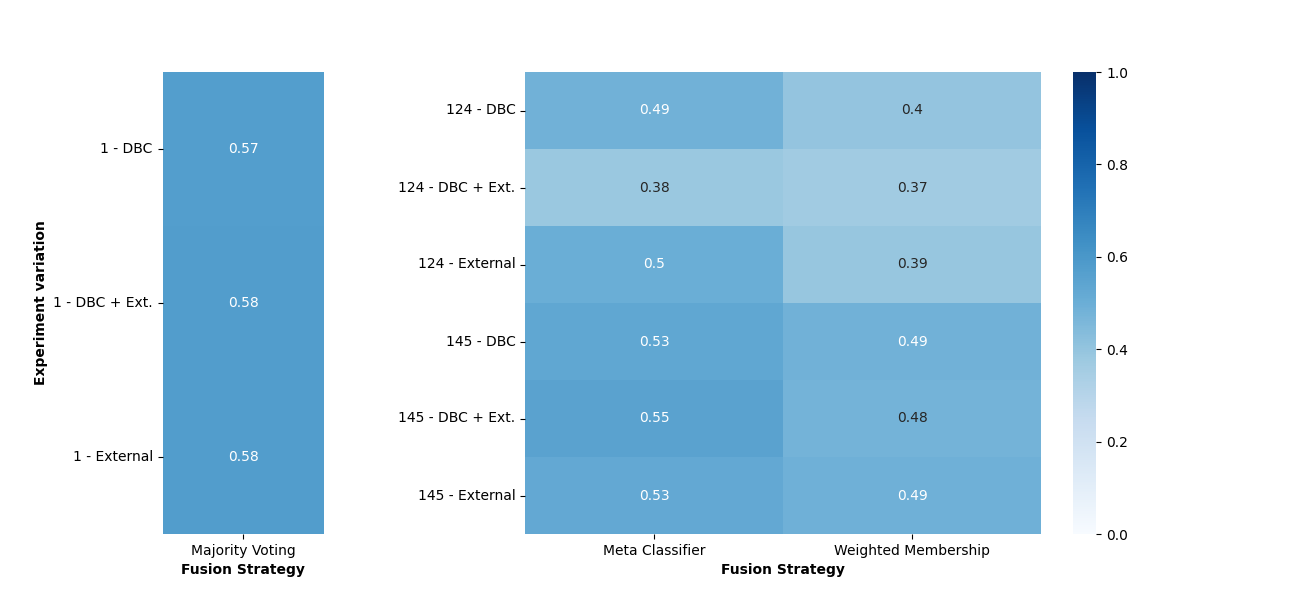 Experiment variation
1 - DBC
0.57
1 - DBC + Ext.
0.58
1 - External
0.58
Majority Voting
Fusion Strategy
124 - DBC
0.49
0.4
124 - DBC + Ext.
0.38
0.37
124 - External
0.5
0.39
145 - DBC
0.53
0.49
145 - DBC + Ext.
0.55
0.48
145 - External
0.53
0.49
Meta Classifier
Weighted Membership
Fusion Strategy
1.0
0.8
0.6
0.4
0.2
0.0